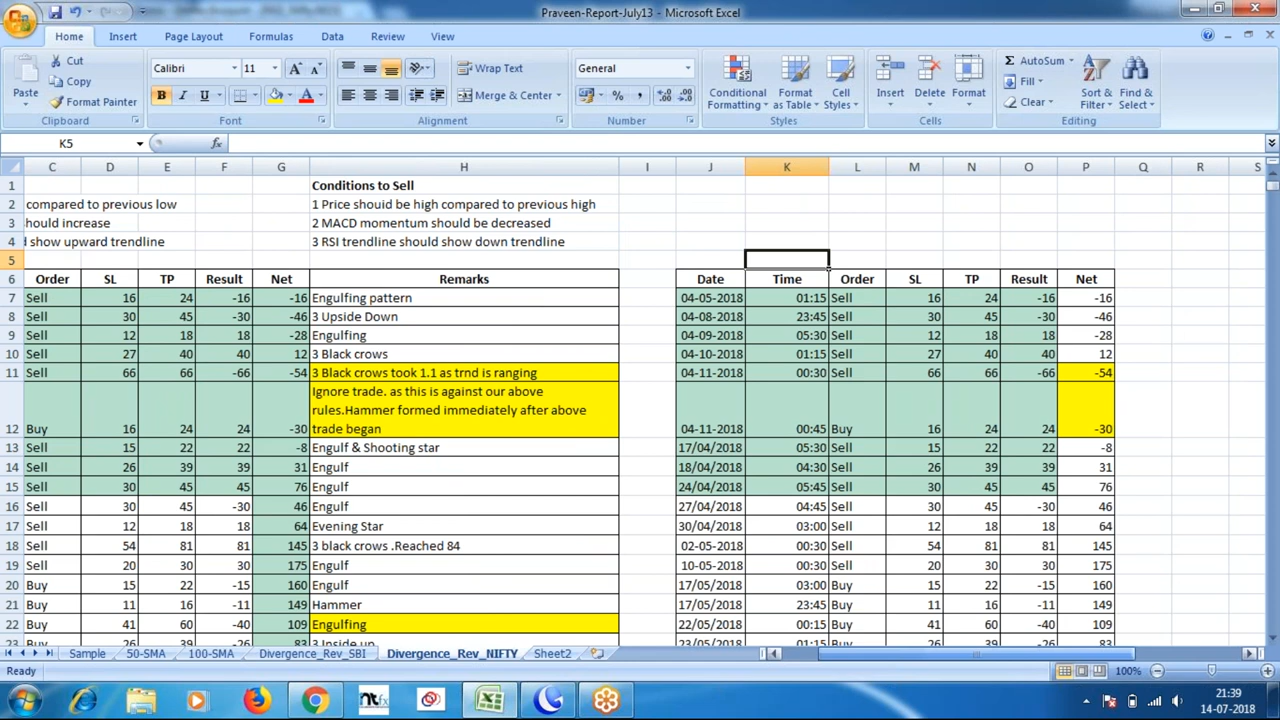 Praveen-Report-July13 - Microsoft Excel
Home Insert Page Layout Formulas Data Review View
Paste Cut Copy Format Painter
Calibri 11
B I U
Wrap Text
Merge & Center
General
Conditional Formatting Format as Table Cell Styles
Insert Delete Format
AutoSum Fill Clear
Sort & Filter Find & Select
Clipboard Font Alignment Number Styles Cells Editing
K5 fx
C D E F G H I J K L M N O P Q R S
1 Conditions to Sell
2 compared to previous low 1 Price shouid be high compared to previous high
3 hould increase 2 MACD momentum should be decreased
4 show upward trendline 3 RSI trendline should show down trendline
5
6 Order SL TP Result Net Remarks Date Time Order SL TP Result Net
7 Sell 16 24 -16 -16 Engulfing pattern 04-05-2018 01:15 Sell 16 24 -16 -16
8 Sell 30 45 -30 -46 3 Upside Down 04-08-2018 23:45 Sell 30 45 -30 -46
9 Sell 12 18 18 -28 Engulfing 04-09-2018 05:30 Sell 12 18 18 -28
10 Sell 27 40 40 12 3 Black crows 04-10-2018 01:15 Sell 27 40 40 12
11 Sell 66 66 -66 -54 3 Black crows took 1.1 as trnd is ranging 04-11-2018 00:30 Sell 66 66 -66 -54
Ignore trade. as this is against our above
rules.Hammer formed immediately after above
12 Buy 16 24 24 -30 trade began 04-11-2018 00:45 Buy 16 24 24 -30
13 Sell 15 22 22 -8 Engulf & Shooting star 17/04/2018 05:30 Sell 15 22 22 -8
14 Sell 26 39 39 31 Engulf 18/04/2018 04:30 Sell 26 39 39 31
15 Sell 30 45 45 76 Engulf 24/04/2018 05:45 Sell 30 45 45 76
16 Sell 30 45 -30 46 Engulf 27/04/2018 04:45 Sell 30 45 -30 46
17 Sell 12 18 18 64 Evening Star 30/04/2018 03:00 Sell 12 18 18 64
18 Sell 54 81 81 145 3 black crows .Reached 84 02-05-2018 00:30 Sell 54 81 81 145
19 Sell 20 30 30 175 Engulf 10-05-2018 00:30 Sell 20 30 30 175
20 Buy 15 22 -15 160 Engulf 17/05/2018 03:00 Buy 15 22 -15 160
21 Buy 11 16 -11 149 Hammer 17/05/2018 23:45 Buy 11 16 -11 149
22 Buy 41 60 -40 109 Engulfing 22/05/2018 00:15 Buy 41 60 -40 109
23 Buy 26 39 -26 83 3 Inside up 23/05/2018 01:15 Buy 26 39 -26 83
Sample 50-SMA 100-SMA Divergence_Rev_SBI Divergence_Rev_NIFTY Sheet2
Ready 100%
ntfx
21:39
14-07-2018